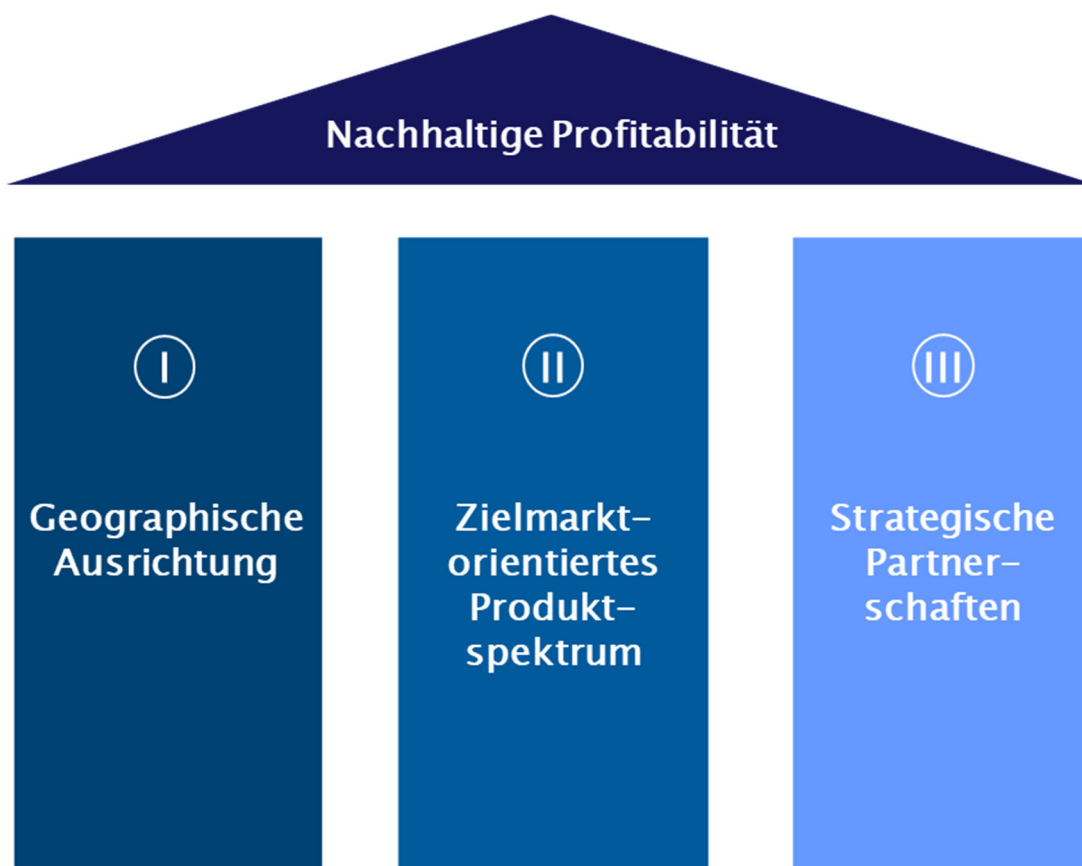 Nachhaltige Profitabilität
I
Geographische
Ausrichtung
II
Zielmarkt-
orientiertes
Produkt-
spektrum
III
Strategische
Partner-
schaften